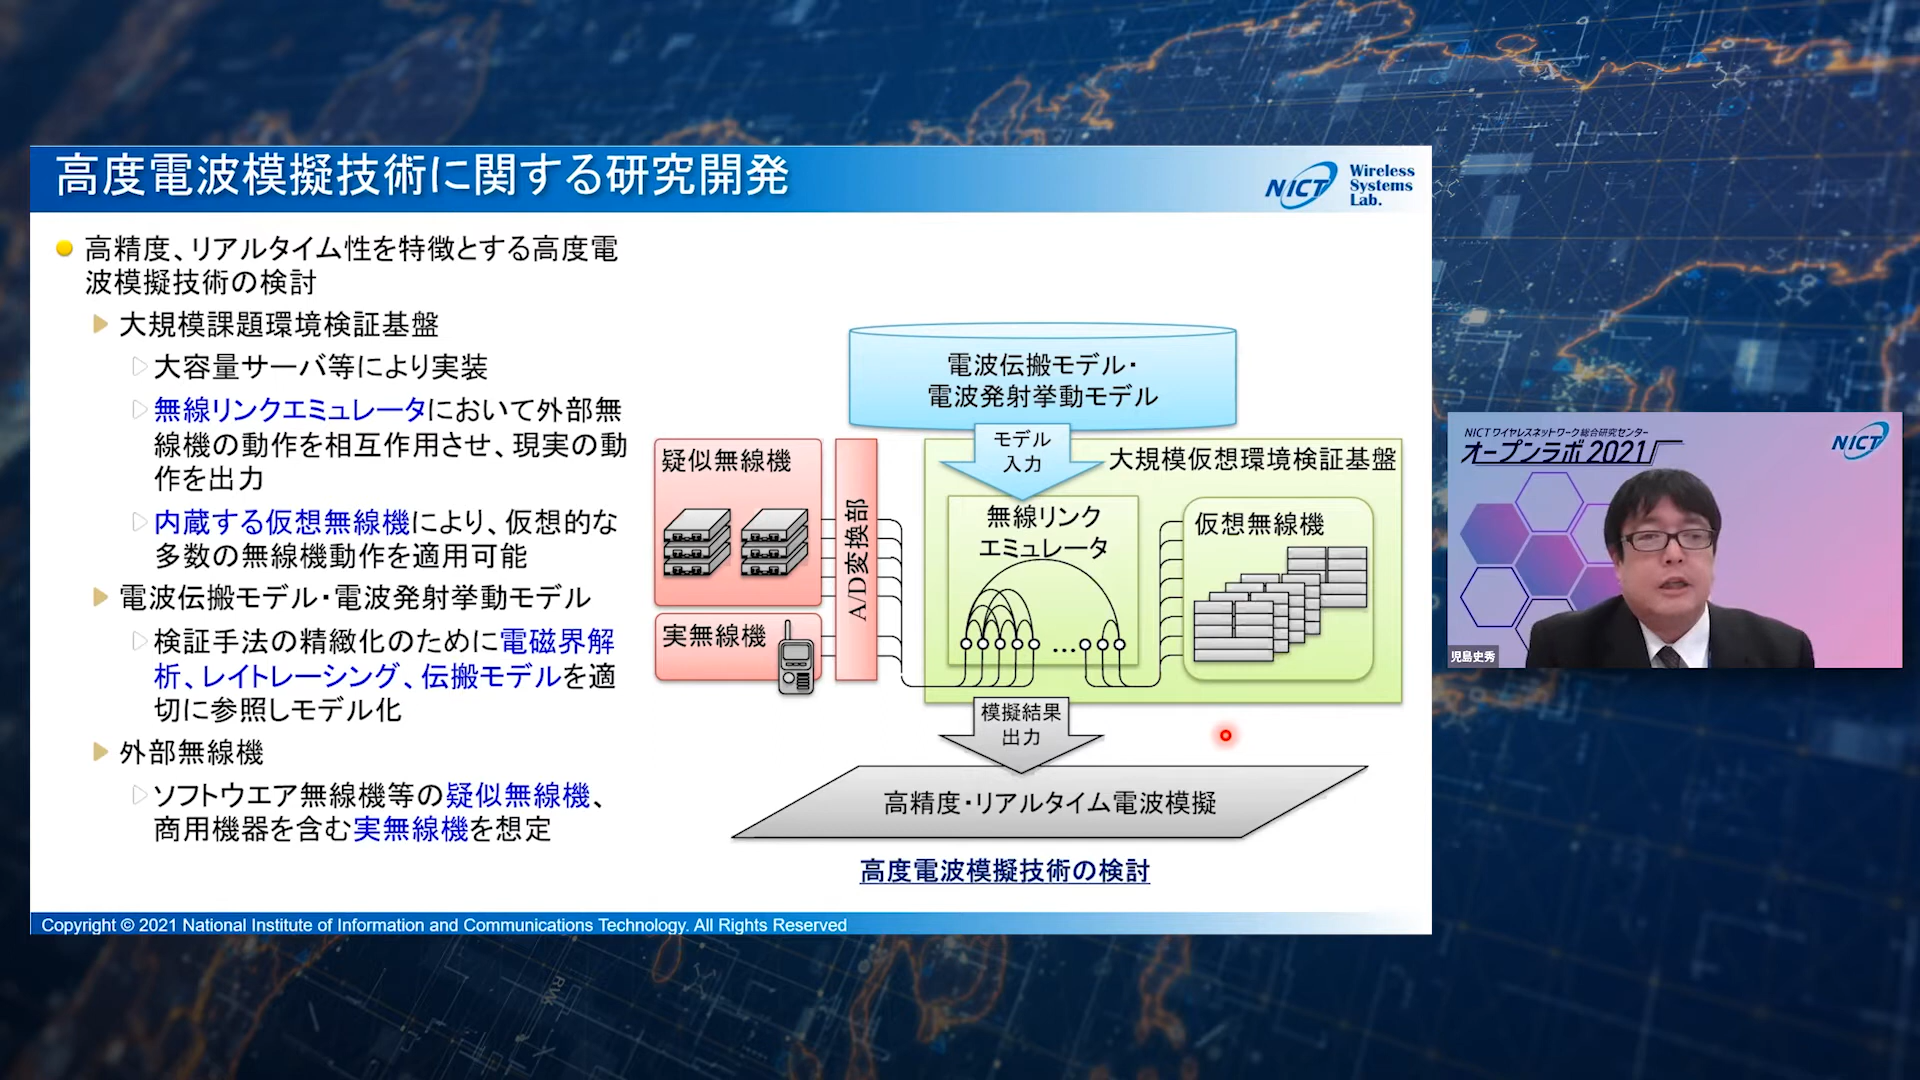 高度電波模擬技術に関する研究開発
NICT
Wireless
Systems
Lab.
高精度、リアルタイム性を特徴とする高度電
波模擬技術の検討
大規模課題環境検証基盤
大容量サーバ等により実装
無線リンクエミュレータにおいて外部無
線機の動作を相互作用させ、現実の動
作を出力
内蔵する仮想無線機により、仮想的な
多数の無線機動作を適用可能
電波伝搬モデル・電波発射挙動モデル
検証手法の精緻化のために電磁界解
析、レイトレーシング、伝搬モデルを適
切に参照しモデル化
外部無線機
ソフトウエア無線機等の疑似無線機、
商用機器を含む実無線機を想定
電波伝搬モデル・
電波発射挙動モデル
モデル
入力
疑似無線機
実無線機
A/D変換部
大規模仮想環境検証基盤
無線リンク
エミュレータ
…
仮想無線機
模擬結果
出力
高精度・リアルタイム電波模擬
高度電波模擬技術の検討
Copyright © 2021 National Institute of Information and Communications Technology. All Rights Reserved
NICTワイヤレスネットワーク総合研究センター
オープンラボ2021
NICT
児島史秀